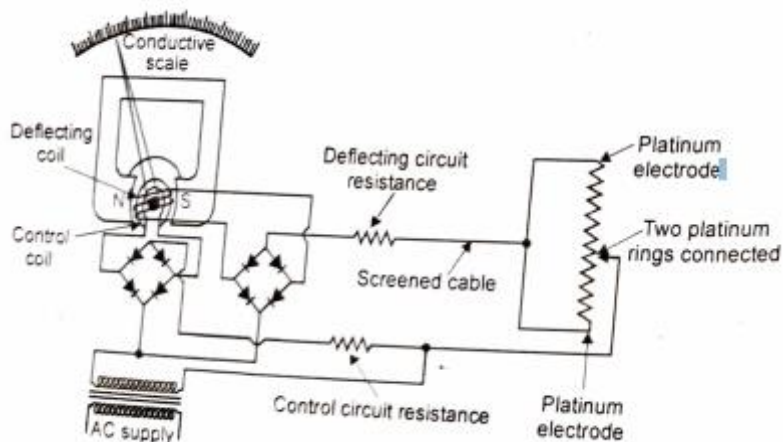 Conductive
scale
Deflecting
coil
N
S
Control
coil
Deflecting circuit
resistance
Screened cable
Platinum
electrode
Two platinum
rings connected
Control circuit resistance
Platinum
electrode
AC supply